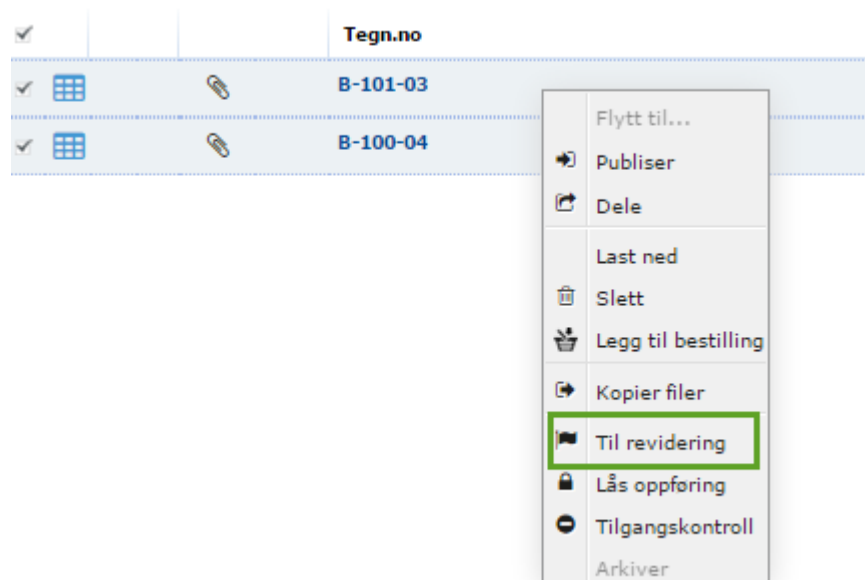 Tegn.no
B-101-03
B-100-04
Flytt til...
Publiser
Dele
Last ned
Slett
Legg til bestilling
Kopier filer
Til revidering
Lås oppføring
Tilgangskontroll
Arkiver